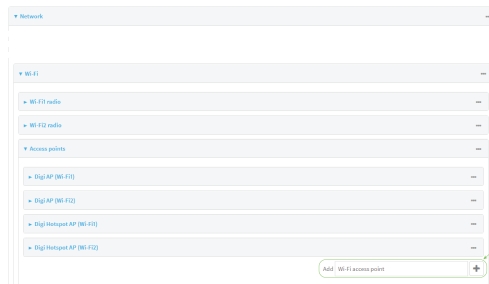 Network
Wi-Fi
Wi-Fi1 radio
Wi-Fi2 radio
Access points
Digi AP (Wi-Fi1)
Digi AP (Wi-Fi2)
Digi Hotspot AP (Wi-Fi1)
Digi Hotspot AP (Wi-Fi2)
Add Wi-Fi access point